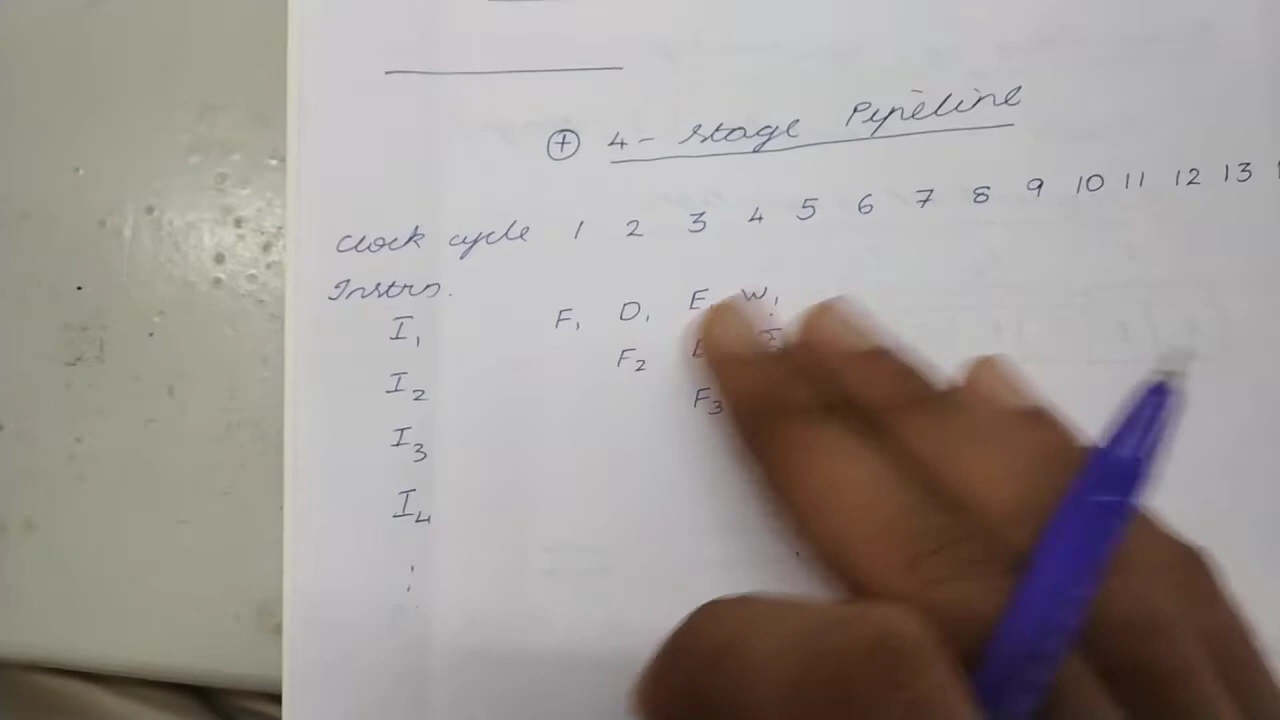 ⊕ 4 - Stage Pipeline
Clock cycle 1 2 3 4 5 6 7 8 9 10 11 12 13
Instrn.
I₁ F₁ D₁ E₁ W₁
I₂ F₂
I₃ F₃
I₄
⋮